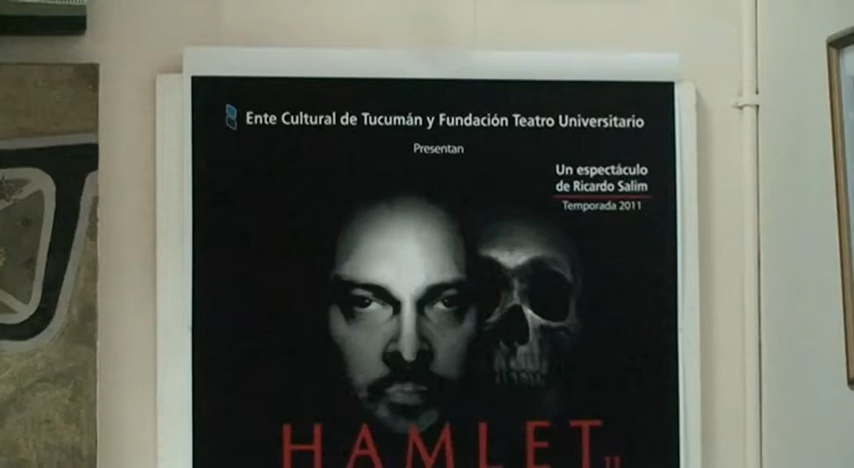 Ente Cultural de Tucumán y Fundación Teatro Universitario
Presentan
Un espectáculo
de Ricardo Salim
Temporada 2011
HAMLET